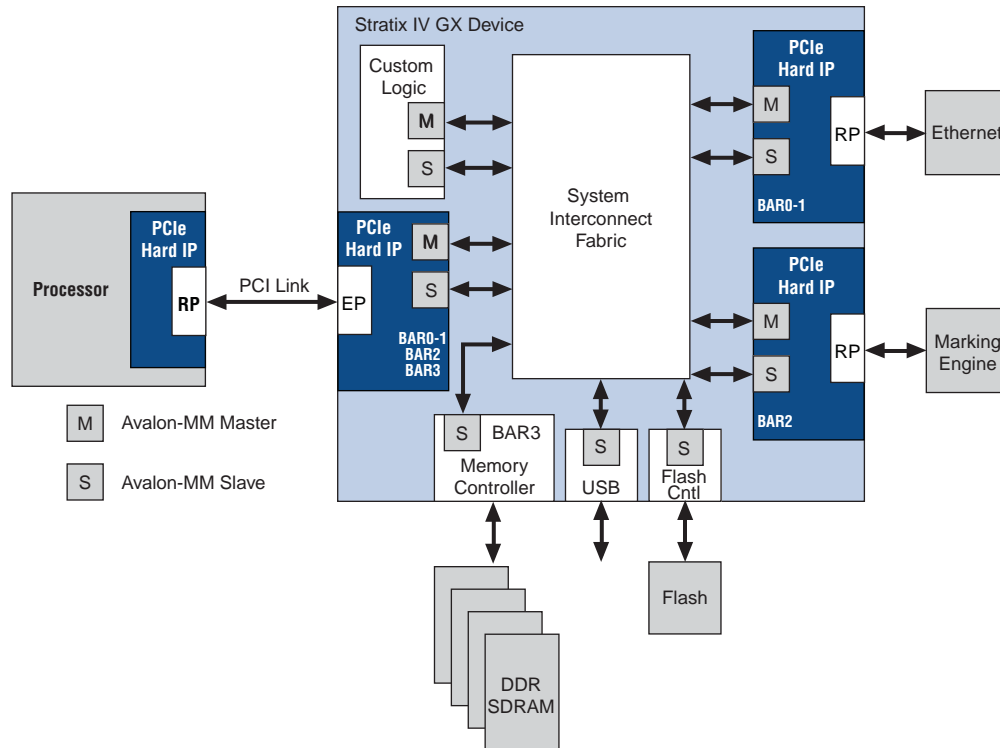 Stratix IV GX Device
Custom
Logic
M
S
System
Interconnect
Fabric
PCIe
Hard IP
M
S
RP
BAR0-1
Ethernet
Processor
PCIe
Hard IP
RP
PCI Link
PCIe
Hard IP
M
S
EP
BAR0-1
BAR2
BAR3
PCIe
Hard IP
M
S
RP
BAR2
Marking
Engine
M Avalon-MM Master
S Avalon-MM Slave
S BAR3
Memory
Controller
S
USB
S
Flash
Cntl
DDR
SDRAM
Flash